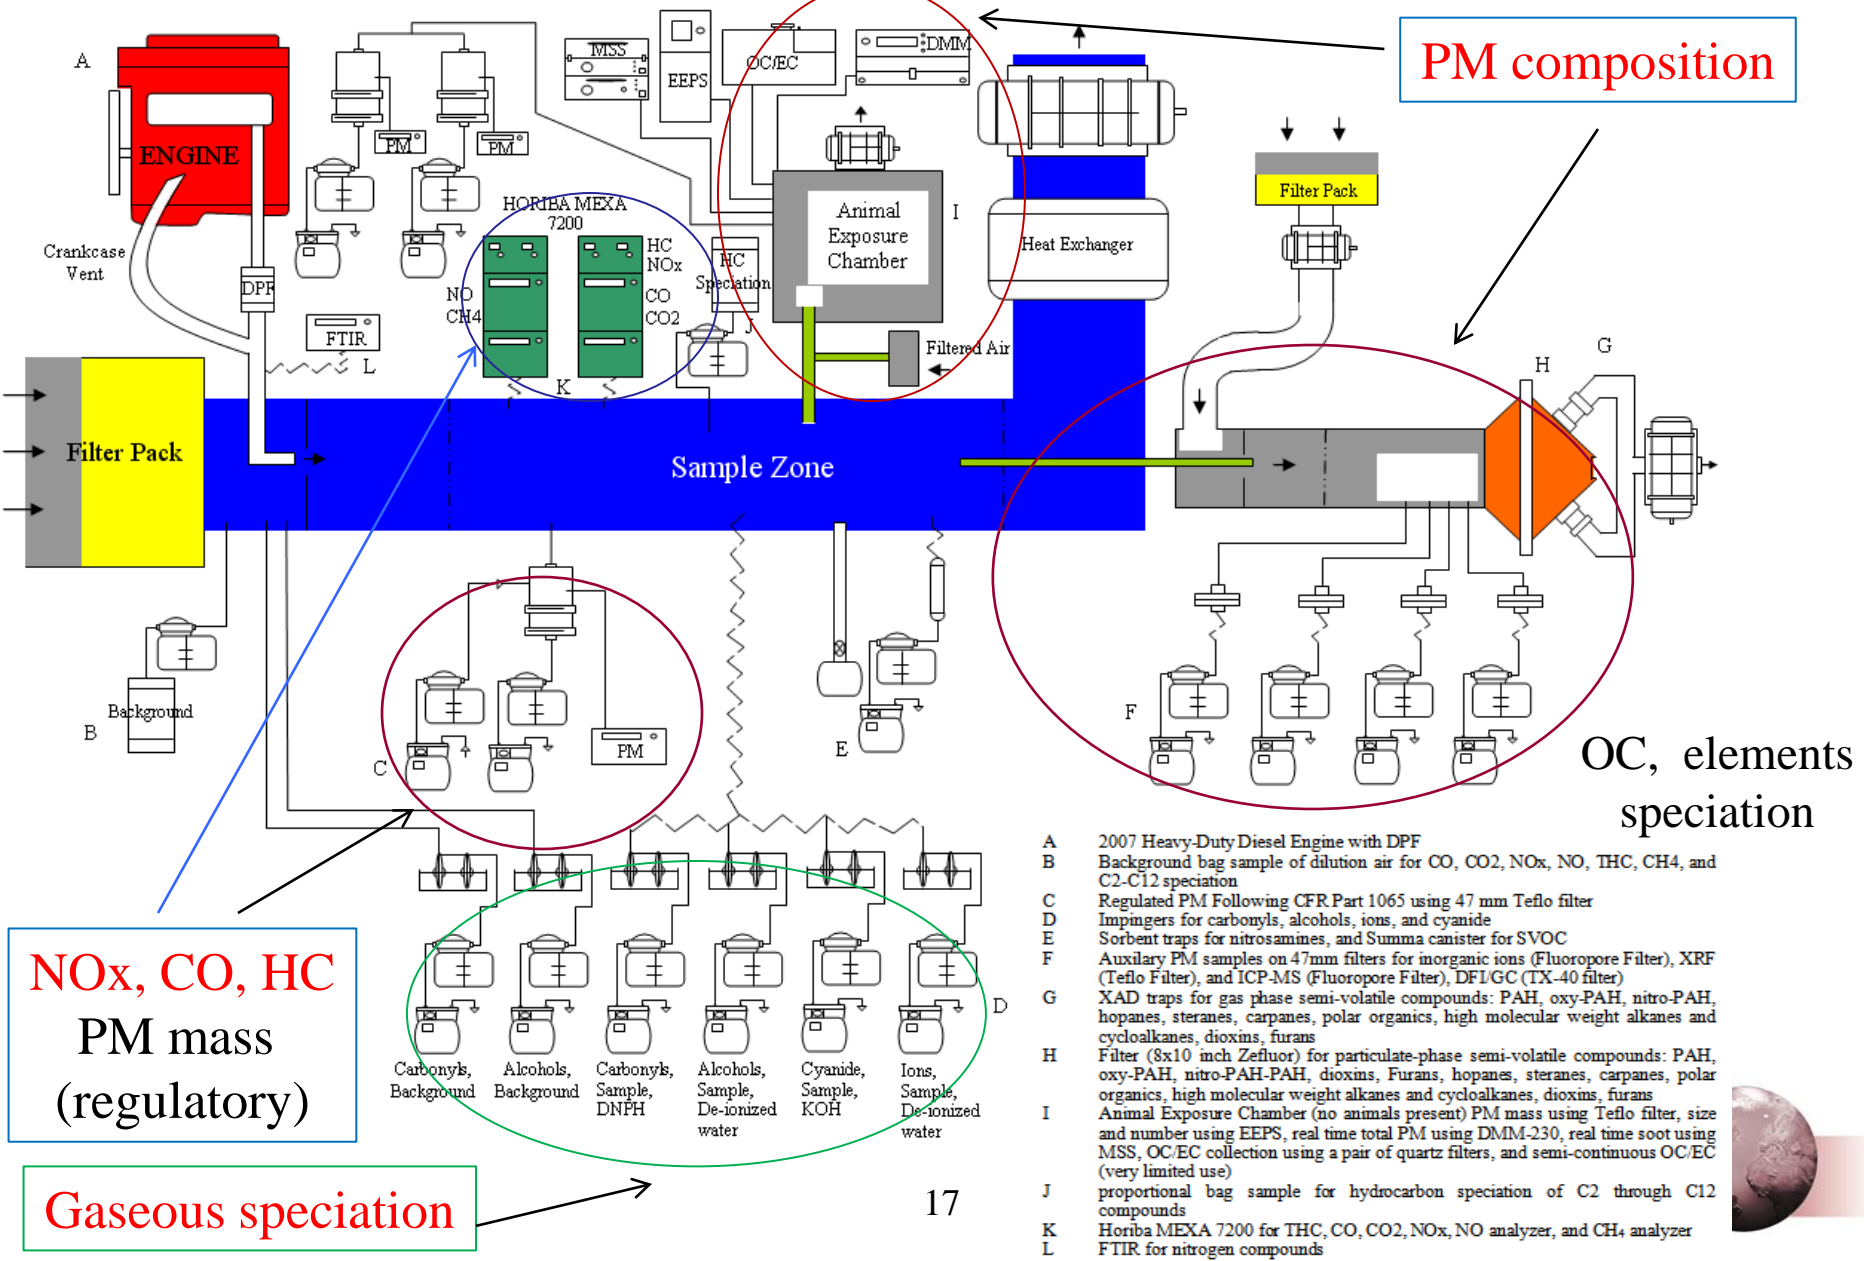 PM composition
A
ENGINE
PM
PM
MSS
EEPS
OC/EC
DMM
HORIBA MEXA
7200
HC
NOx
NO
CH4
CO
CO2
K
HC
Speciation
J
Animal
Exposure
Chamber
I
Filtered Air
Heat Exchanger
Filter Pack
Crankcase
Vent
DPF
FTIR
L
Filter Pack
Sample Zone
H
G
Background
B
C
PM
E
F
OC, elements
speciation
NOx, CO, HC
PM mass
(regulatory)
Gaseous speciation
D
Carbonyls,
Background
Alcohols,
Background
Carbonyls,
Sample,
DNPH
Alcohols,
Sample,
De-ionized
water
Cyanide,
Sample,
KOH
Ions,
Sample,
De-ionized
water
17
A 2007 Heavy-Duty Diesel Engine with DPF
B Background bag sample of dilution air for CO, CO2, NOx, NO, THC, CH4, and
C2-C12 speciation
C Regulated PM Following CFR Part 1065 using 47 mm Teflo filter
D Impingers for carbonyls, alcohols, ions, and cyanide
E Sorbent traps for nitrosamines, and Summa canister for SVOC
F Auxilary PM samples on 47mm filters for inorganic ions (Fluoropore Filter), XRF
(Teflo Filter), and ICP-MS (Fluoropore Filter), DFI/GC (TX-40 filter)
G XAD traps for gas phase semi-volatile compounds: PAH, oxy-PAH, nitro-PAH,
hopanes, steranes, carpanes, polar organics, high molecular weight alkanes and
cycloalkanes, dioxins, furans
H Filter (8x10 inch Zefluor) for particulate-phase semi-volatile compounds: PAH,
oxy-PAH, nitro-PAH-PAH, dioxins, Furans, hopanes, steranes, carpanes, polar
organics, high molecular weight alkanes and cycloalkanes, dioxins, furans
I Animal Exposure Chamber (no animals present) PM mass using Teflo filter, size
and number using EEPS, real time total PM using DMM-230, real time soot using
MSS, OC/EC collection using a pair of quartz filters, and semi-continuous OC/EC
(very limited use)
J proportional bag sample for hydrocarbon speciation of C2 through C12
compounds
K Horiba MEXA 7200 for THC, CO, CO2, NOx, NO analyzer, and CH4 analyzer
L FTIR for nitrogen compounds